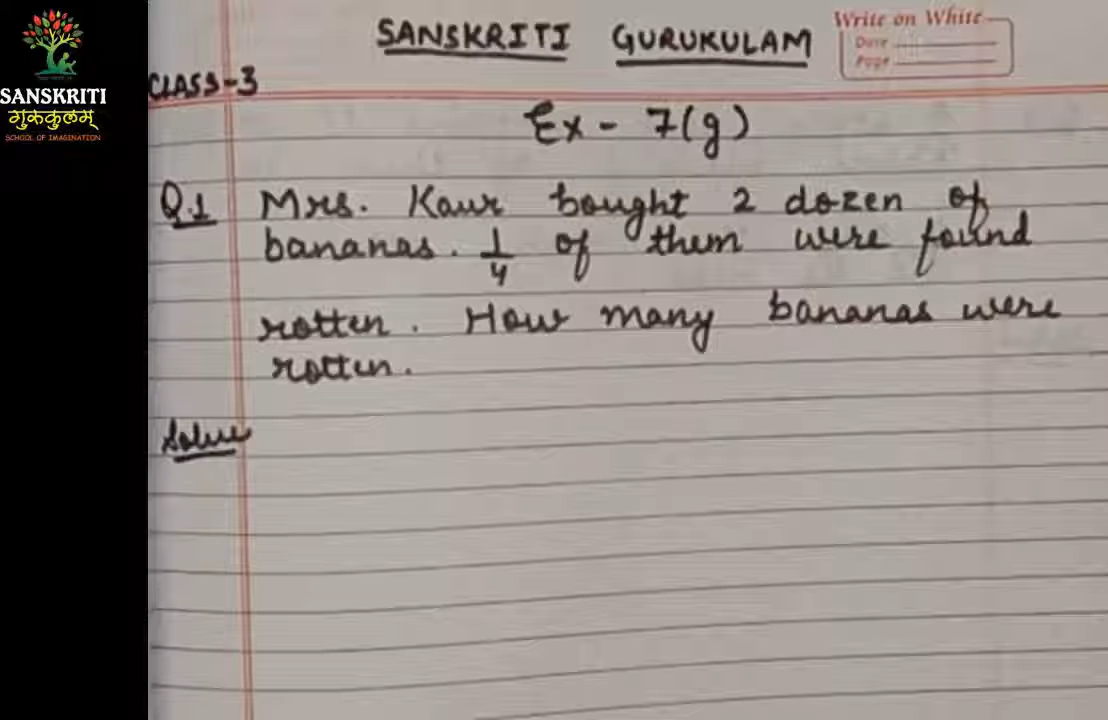 SANSKRITI GURUKULAM
Write on White
Date
Page
SANSKRITI
गुरुकुलम्
SCHOOL OF IMAGINATION
CLASS-3
Ex - 7(g)
Q.1 Mrs. Kaur bought 2 dozen of
bananas. 1/4 of them were found
rotten. How many bananas were
rotten.
Solve